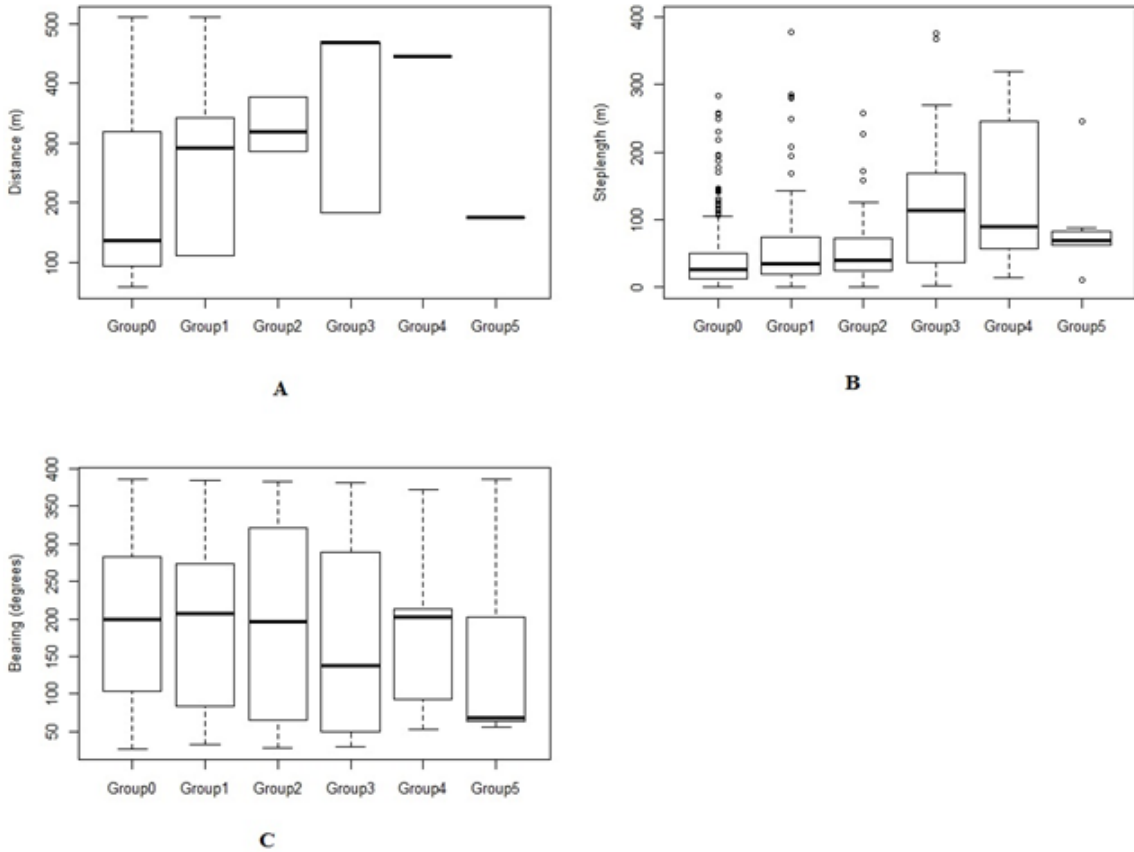 Distance (m)
500
400
300
200
100
Group0 Group1 Group2 Group3 Group4 Group5
A
Steplength (m)
400
300
200
100
0
Group0 Group1 Group2 Group3 Group4 Group5
B
Bearing (degrees)
400
350
300
250
200
150
100
50
Group0 Group1 Group2 Group3 Group4 Group5
C